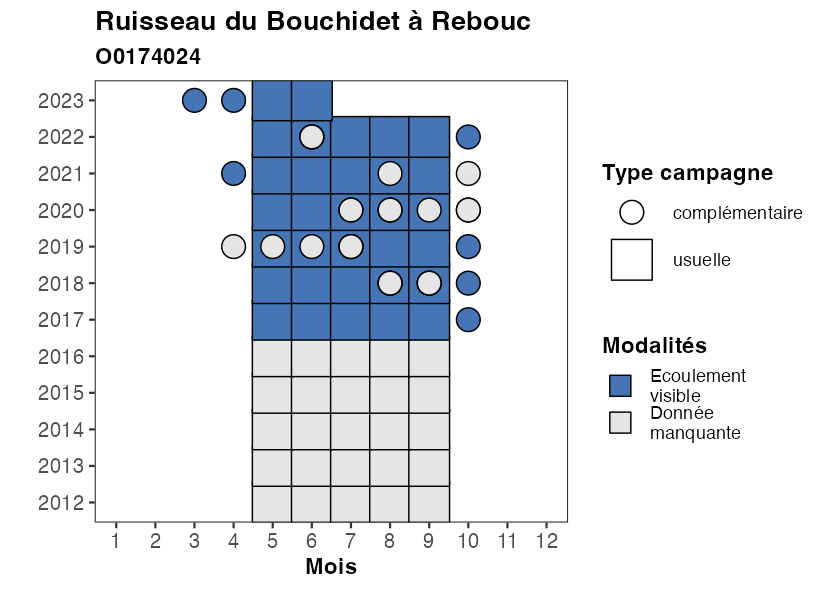 Ruisseau du Bouchidet à Rebouc
O0174024
2023
2022
2021
2020
2019
2018
2017
2016
2015
2014
2013
2012
1 2 3 4 5 6 7 8 9 10 11 12
Mois
Type campagne
complémentaire
usuelle
Modalités
Ecoulement
visible
Donnée
manquante